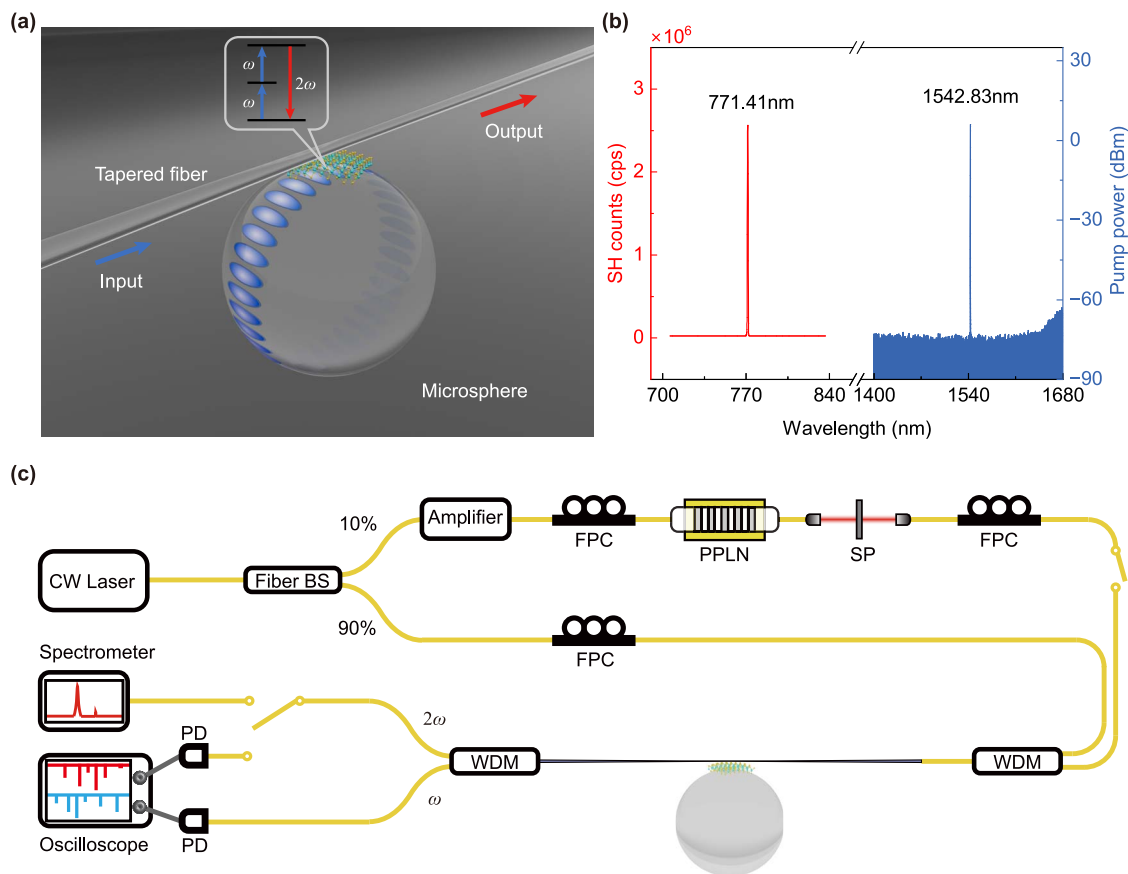 (a)
ω
ω
2ω
Output
Tapered fiber
Input
Microsphere
(b)
×10⁶
3
2
1
0
SH counts (cps)
771.41nm
1542.83nm
30
0
−30
−60
−90
Pump power (dBm)
700
770
840
1400
1540
1680
Wavelength (nm)
(c)
CW Laser
Fiber BS
10%
90%
Amplifier
FPC
PPLN
SP
FPC
FPC
Spectrometer
PD
2ω
WDM
WDM
ω
Oscilloscope
PD